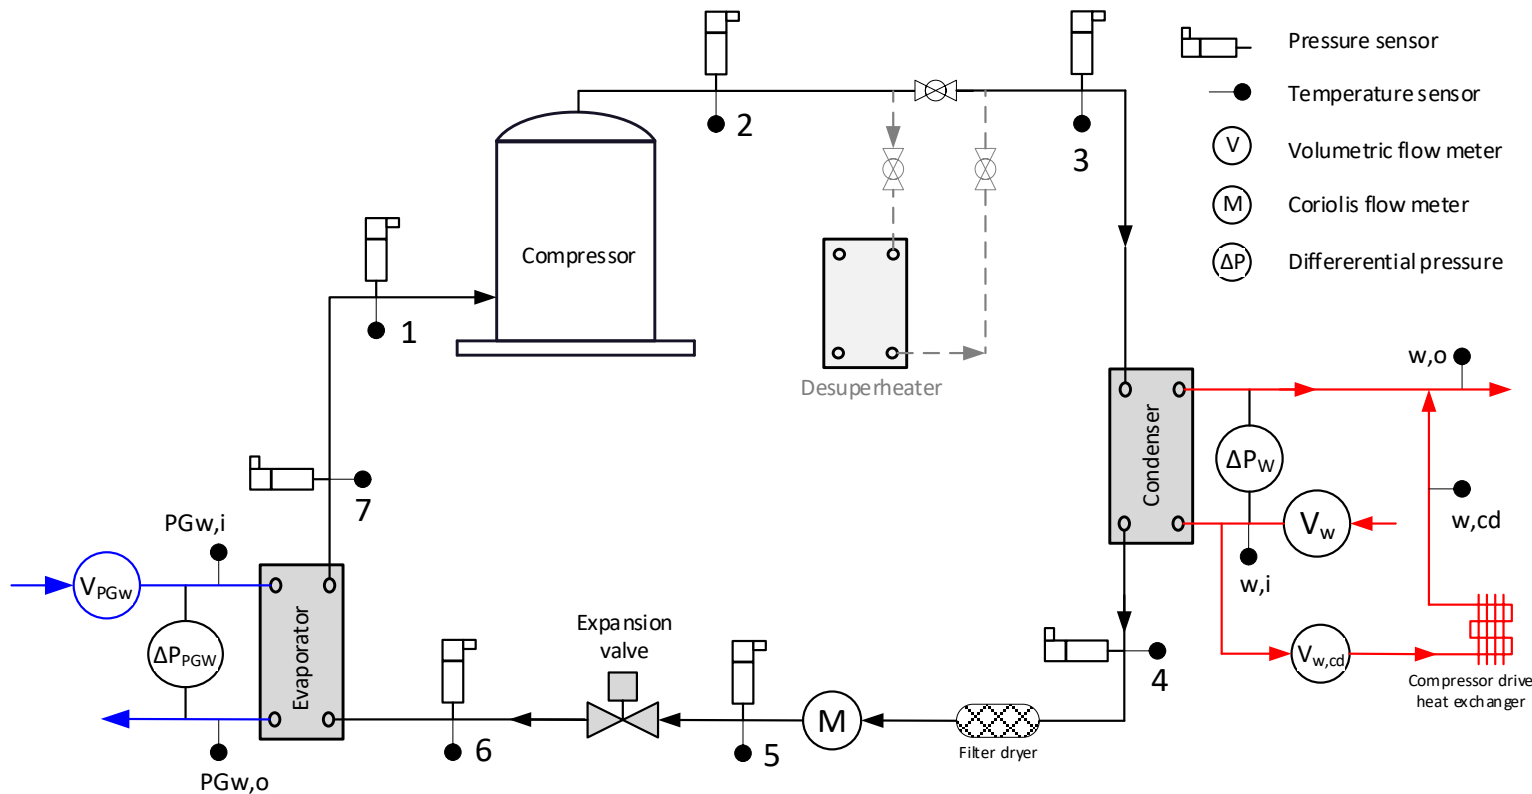 Pressure sensor
Temperature sensor
V
Volumetric flow meter
M
Coriolis flow meter
ΔP
Differerential pressure
2
3
Compressor
1
Desuperheater
w,o
Condenser
ΔPW
Vw
w,cd
w,i
7
PGw,i
VPGw
ΔPPGW
Evaporator
PGw,o
6
Expansion
valve
5
M
Filter dryer
4
Vw,cd
Compressor drive
heat exchanger